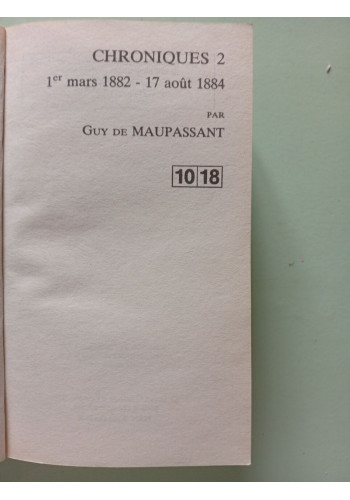 CHRONIQUES 2
1er mars 1882 - 17 août 1884
PAR
GUY DE MAUPASSANT
10 18